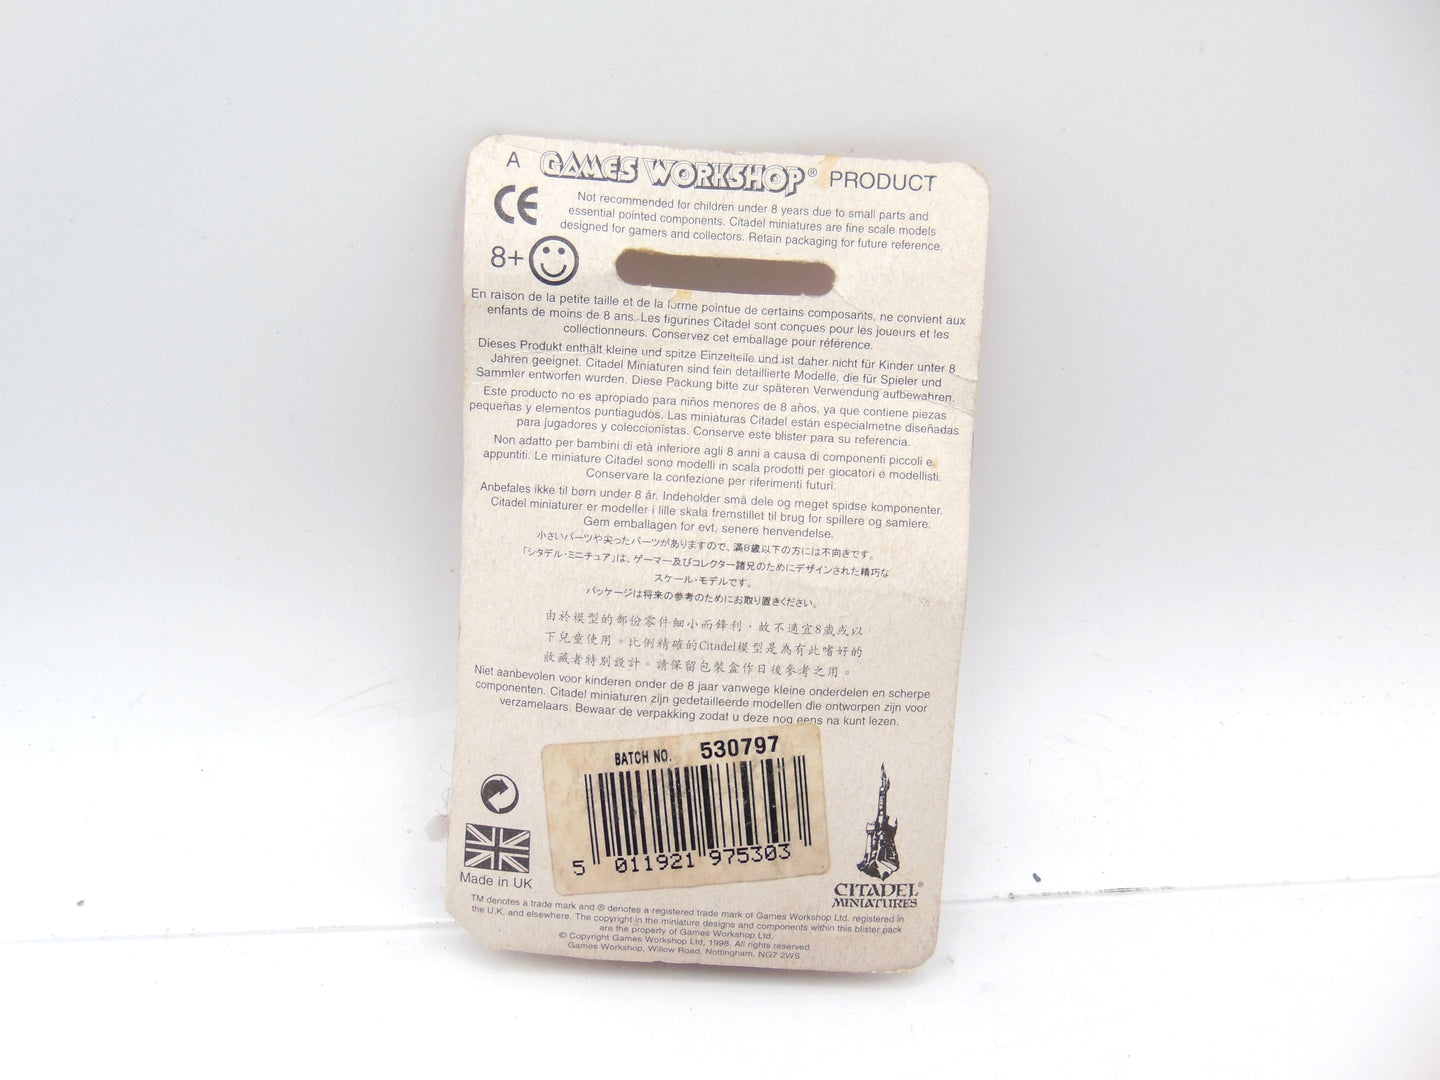 A GAMES WORKSHOP® PRODUCT
CE
Not recommended for children under 8 years due to small parts and
essential pointed components. Citadel miniatures are fine scale models
designed for gamers and collectors. Retain packaging for future reference.
8+
En raison de la petite taille et de la forme pointue de certains composants, ne convient aux
enfants de moins de 8 ans. Les figurines Citadel sont conçues pour les joueurs et les
collectionneurs. Conservez cet emballage pour référence.
Dieses Produkt enthält kleine und spitze Einzelteile und ist daher nicht für Kinder unter 8
Jahren geeignet. Citadel Miniaturen sind fein detaillierte Modelle, die für Spieler und
Sammler entworfen wurden. Diese Packung bitte zur späteren Verwendung aufbewahren.
Este producto no es apropiado para niños menores de 8 años, ya que contiene piezas
pequeñas y elementos puntiagudos. Las miniaturas Citadel están especialmetne diseñadas
para jugadores y coleccionistas. Conserve este blister para su referencia.
Non adatto per bambini di età inferiore agli 8 anni a causa di componenti piccoli e
appuntiti. Le miniature Citadel sono modelli in scala prodotti per giocatori e modellisti.
Conservare la confezione per riferimenti futuri.
Anbefales ikke til børn under 8 år. Indeholder små dele og meget spidse komponenter.
Citadel miniaturer er modeller i lille skala fremstillet til brug for spillere og samlere.
Gem emballagen for evt. senere henvendelse.
小さいパーツや尖ったパーツがありますので、満8歳以下の方には不向きです。
「シタデル・ミニチュア」は、ゲーマー及びコレクター諸兄のためにデザインされた精巧な
スケール・モデルです。
パッケージは将来の参考のためにお取り置きください。
由於模型的部份零件細小而鋒利，故不適宜8歲或以
下兒童使用。比例精確的Citadel模型是為有此嗜好的
收藏者特別設計。請保留包裝盒作日後參考之用。
Niet aanbevolen voor kinderen onder de 8 jaar vanwege kleine onderdelen en scherpe
componenten. Citadel miniaturen zijn gedetailleerde modellen die ontworpen zijn voor
verzamelaars. Bewaar de verpakking zodat u deze nog eens na kunt lezen.
BATCH NO. 530797
5 011921 975303
Made in UK
CITADEL®
MINIATURES
TM denotes a trade mark and ® denotes a registered trade mark of Games Workshop Ltd. registered in
the U.K. and elsewhere. The copyright in the miniature designs and components within this blister pack
are the property of Games Workshop Ltd.
© Copyright Games Workshop Ltd, 1998. All rights reserved.
Games Workshop, Willow Road, Nottingham, NG7 2WS.